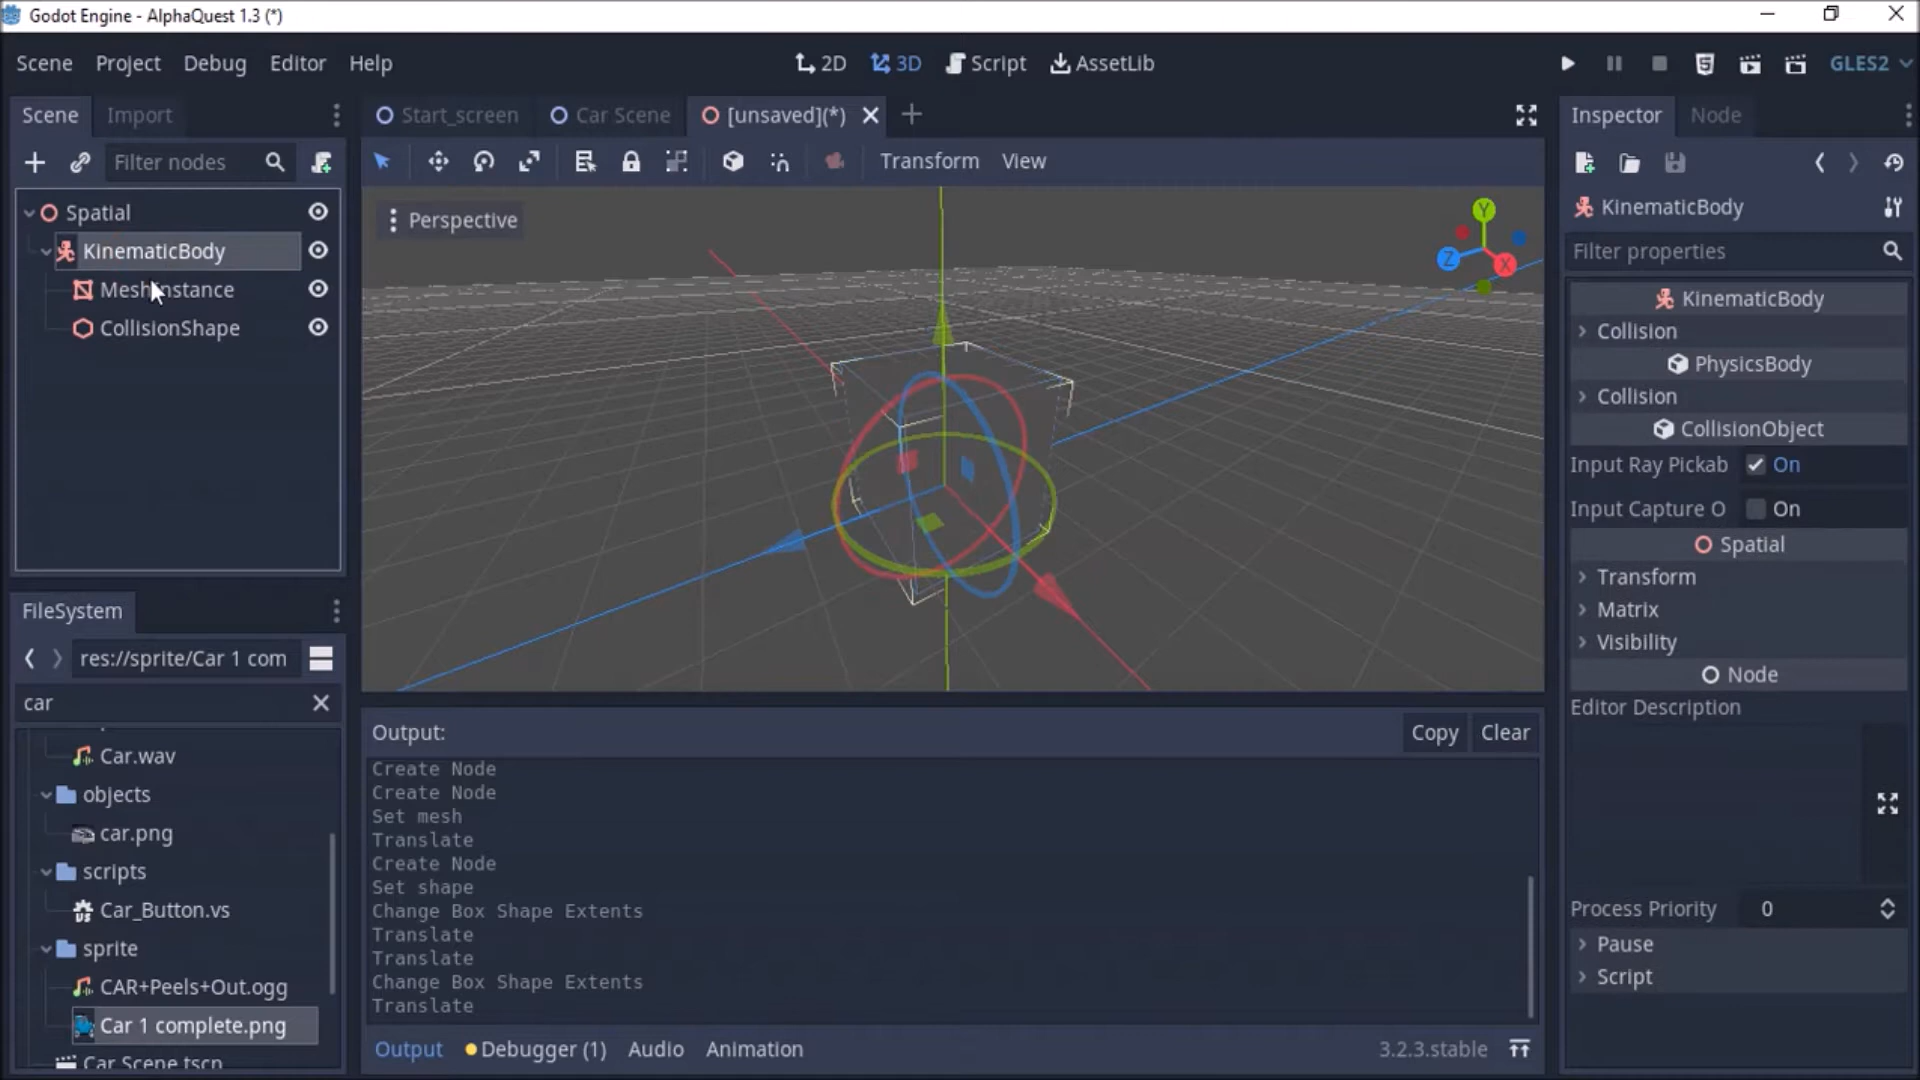 Godot Engine - AlphaQuest 1.3 (*)
Scene Project Debug Editor Help
2D 3D Script AssetLib
GLES2
Scene Import
Start_screen Car Scene [unsaved](*)
Inspector Node
Filter nodes
Transform View
Spatial
KinematicBody
MeshInstance
CollisionShape
Perspective
Y
Z
X
KinematicBody
Filter properties
KinematicBody
Collision
PhysicsBody
Collision
CollisionObject
Input Ray Pickab On
Input Capture O On
Spatial
Transform
Matrix
Visibility
Node
Editor Description
Process Priority 0
Pause
Script
FileSystem
res://sprite/Car 1 com
car
Car.wav
objects
car.png
scripts
Car_Button.vs
sprite
CAR+Peels+Out.ogg
Car 1 complete.png
Car Scene.tscn
Output:
Copy Clear
Create Node
Create Node
Set mesh
Translate
Create Node
Set shape
Change Box Shape Extents
Translate
Translate
Change Box Shape Extents
Translate
Output Debugger (1) Audio Animation
3.2.3.stable